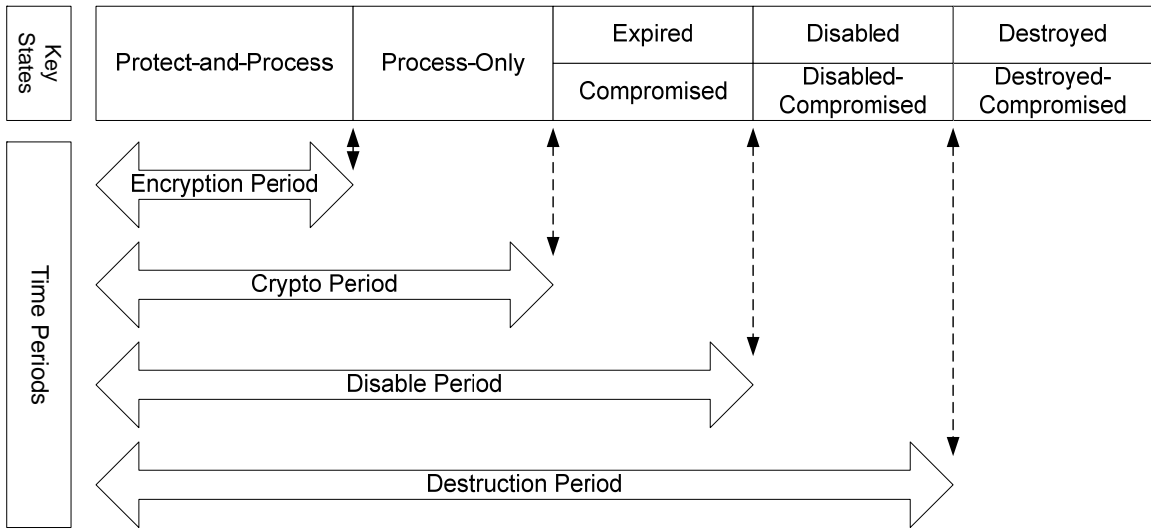 Key
States
Protect-and-Process
Process-Only
Expired
Disabled
Destroyed
Compromised
Disabled-
Compromised
Destroyed-
Compromised
Time Periods
Encryption Period
Crypto Period
Disable Period
Destruction Period